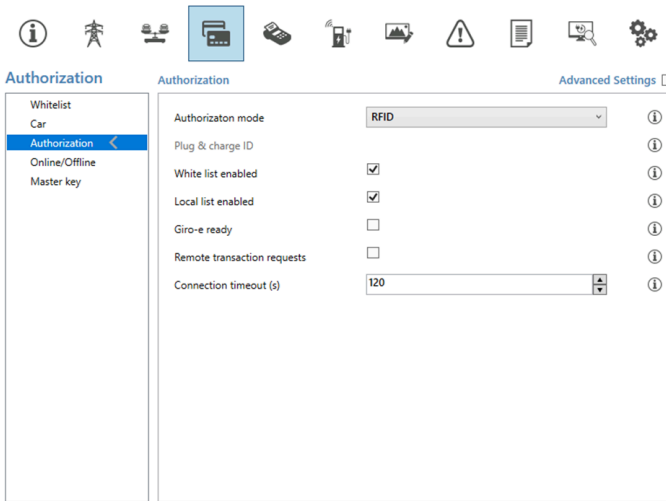 Authorization
Authorization
Advanced Settings
Whitelist
Car
Authorization
Online/Offline
Master key
Authorizaton mode
RFID
Plug & charge ID
White list enabled
Local list enabled
Giro-e ready
Remote transaction requests
Connection timeout (s)
120